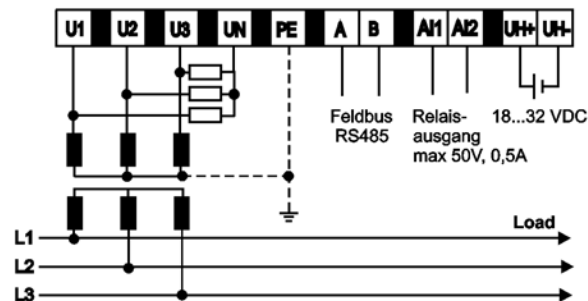 U1 U2 U3 UN PE A B AI1 AI2 UH+ UH-
Feldbus Relais- 18...32 VDC
RS485 ausgang
max 50V, 0,5A
Load
L1
L2
L3